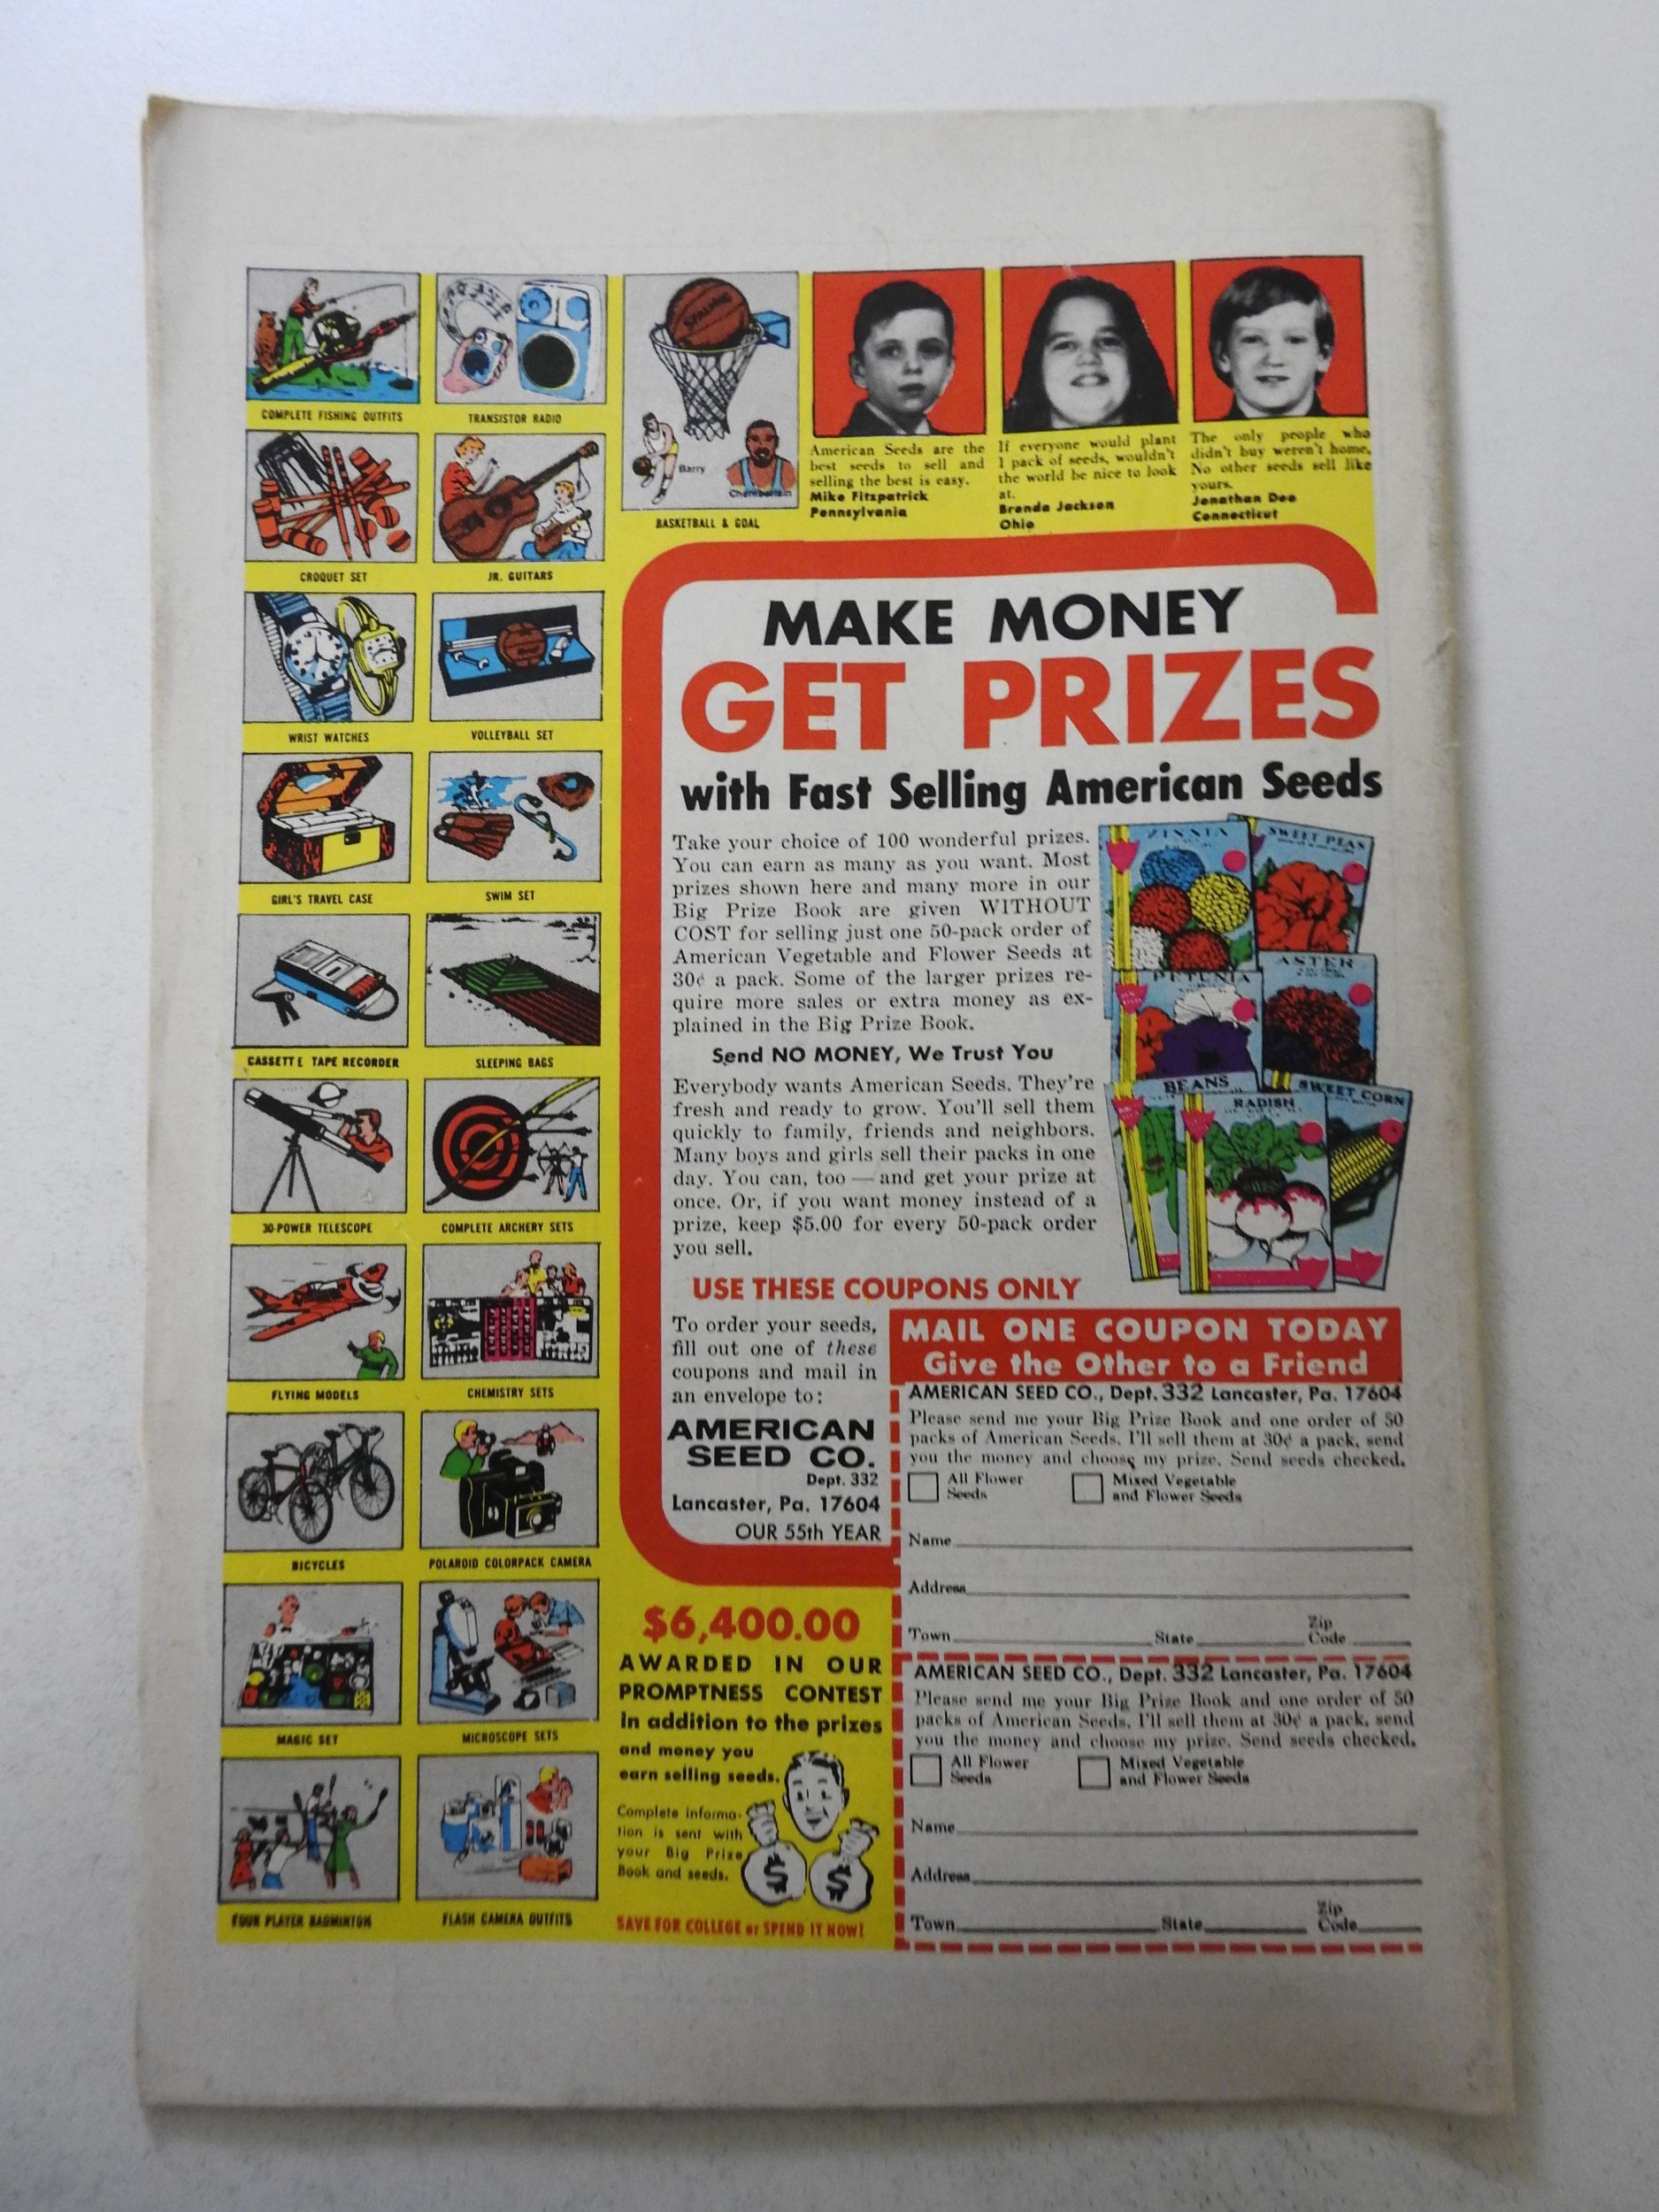 COMPLETE FISHING OUTFITS
TRANSISTOR RADIO
CROQUET SET
JR. GUITARS
WRIST WATCHES
VOLLEYBALL SET
GIRL'S TRAVEL CASE
SWIM SET
CASSETTE TAPE RECORDER
SLEEPING BAGS
30-POWER TELESCOPE
COMPLETE ARCHERY SETS
FLYING MODELS
CHEMISTRY SETS
BICYCLES
POLAROID COLORPACK CAMERA
MAGIC SET
MICROSCOPE SETS
FOUR PLAYER BADMINTON
FLASH CAMERA OUTFITS
Spalding
Barry
Chamberlain
BASKETBALL & GOAL
American Seeds are the
best seeds to sell and
selling the best is easy.
Mike Fitzpatrick
Pennsylvania
If everyone would plant
1 pack of seeds, wouldn't
the world be nice to look
at.
Brenda Jackson
Ohio
The only people who
didn't buy weren't home.
No other seeds sell like
yours.
Jonathan Dee
Connecticut
MAKE MONEY
GET PRIZES
with Fast Selling American Seeds
Take your choice of 100 wonderful prizes.
You can earn as many as you want. Most
prizes shown here and many more in our
Big Prize Book are given WITHOUT
COST for selling just one 50-pack order of
American Vegetable and Flower Seeds at
30¢ a pack. Some of the larger prizes re-
quire more sales or extra money as ex-
plained in the Big Prize Book.
Send NO MONEY, We Trust You
Everybody wants American Seeds. They're
fresh and ready to grow. You'll sell them
quickly to family, friends and neighbors.
Many boys and girls sell their packs in one
day. You can, too — and get your prize at
once. Or, if you want money instead of a
prize, keep $5.00 for every 50-pack order
you sell.
ZINNIA
SWEET PEAS
PETUNIA
ASTER
BEANS
RADISH
SWEET CORN
USE THESE COUPONS ONLY
To order your seeds,
fill out one of these
coupons and mail in
an envelope to:
AMERICAN
SEED CO.
Dept. 332
Lancaster, Pa. 17604
OUR 55th YEAR
MAIL ONE COUPON TODAY
Give the Other to a Friend
AMERICAN SEED CO., Dept. 332 Lancaster, Pa. 17604
Please send me your Big Prize Book and one order of 50
packs of American Seeds. I'll sell them at 30¢ a pack, send
you the money and choose my prize. Send seeds checked.
All Flower Seeds
Mixed Vegetable and Flower Seeds
Name
Address
Town State Zip Code
AMERICAN SEED CO., Dept. 332 Lancaster, Pa. 17604
Please send me your Big Prize Book and one order of 50
packs of American Seeds. I'll sell them at 30¢ a pack, send
you the money and choose my prize. Send seeds checked.
All Flower Seeds
Mixed Vegetable and Flower Seeds
Name
Address
Town State Zip Code
$6,400.00
AWARDED IN OUR
PROMPTNESS CONTEST
In addition to the prizes
and money you
earn selling seeds.
Complete informa-
tion is sent with
your Big Prize
Book and seeds.
$ $
SAVE FOR COLLEGE or SPEND IT NOW!